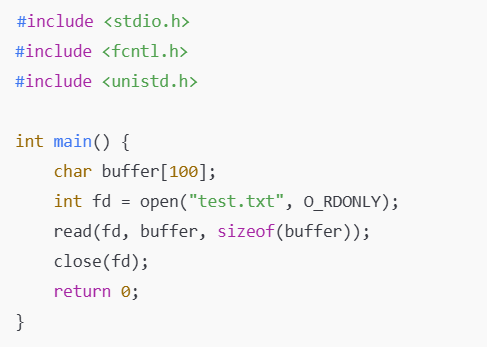 #include <stdio.h>
#include <fcntl.h>
#include <unistd.h>

int main() {
    char buffer[100];
    int fd = open("test.txt", O_RDONLY);
    read(fd, buffer, sizeof(buffer));
    close(fd);
    return 0;
}